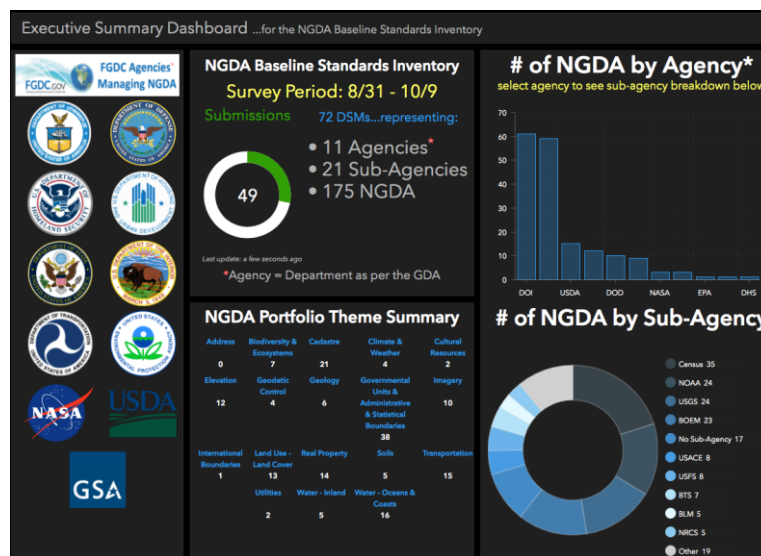 Executive Summary Dashboard ...for the NGDA Baseline Standards Inventory
FGDC.GOV
FGDC Agencies*
Managing NGDA
NASA
USDA
GSA
NGDA Baseline Standards Inventory
Survey Period: 8/31 - 10/9
Submissions
72 DSMs...representing:
49
• 11 Agencies*
• 21 Sub-Agencies
• 175 NGDA
Last update: a few seconds ago
*Agency = Department as per the GDA
NGDA Portfolio Theme Summary
Address
0
Biodiversity &
Ecosystems
7
Cadastre
21
Climate &
Weather
4
Cultural
Resources
2
Elevation
12
Geodetic
Control
4
Geology
6
Governmental
Units &
Administrative
& Statistical
Boundaries
38
Imagery
10
International
Boundaries
1
Land Use -
Land Cover
13
Real Property
14
Soils
5
Transportation
15
Utilities
2
Water - Inland
5
Water - Oceans &
Coasts
16
# of NGDA by Agency*
select agency to see sub-agency breakdown below
70
60
50
40
30
20
10
0
DOI
USDA
DOD
NASA
EPA
DHS
# of NGDA by Sub-Agency
Census 35
NOAA 24
USGS 24
BOEM 23
No Sub-Agency 17
USACE 8
USFS 8
BTS 7
BLM 5
NRCS 5
Other 19